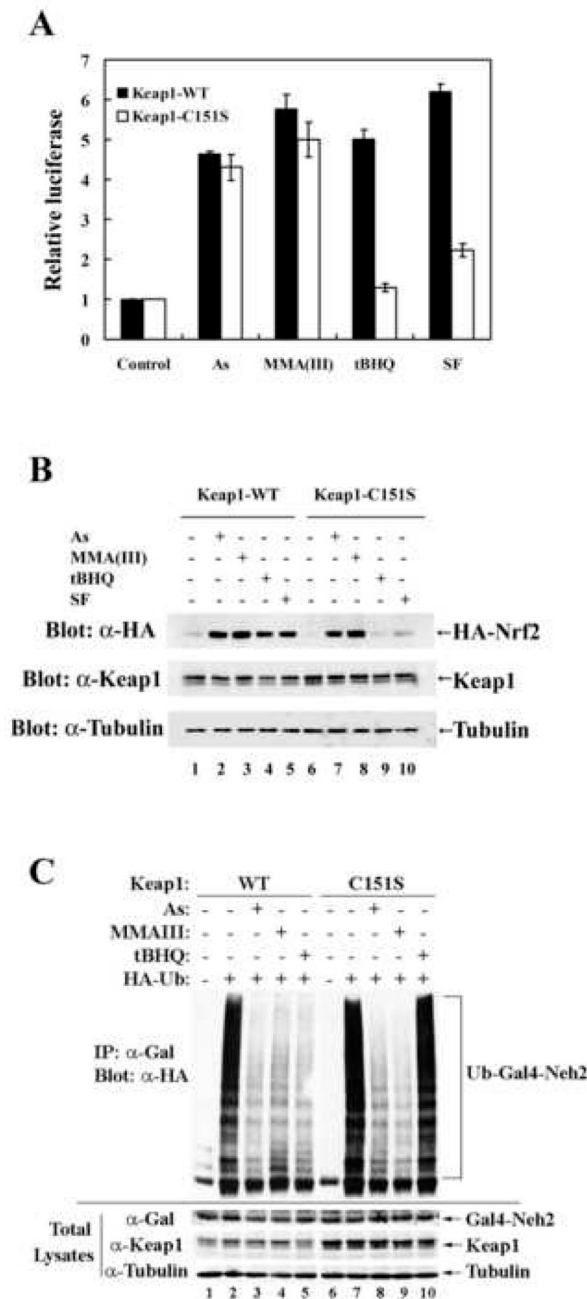 A
7
6
5
4
3
2
1
0
Relative luciferase
Keap1-WT
Keap1-C151S
Control As MMA(III) tBHQ SF
B
Keap1-WT Keap1-C151S
As - + - - - - + - - -
MMA(III) - - + - - - - + - -
tBHQ - - - + - - - - + -
SF - - - - + - - - - +
Blot: α-HA ←HA-Nrf2
Blot: α-Keap1 ←Keap1
Blot: α-Tubulin ←Tubulin
1 2 3 4 5 6 7 8 9 10
C
Keap1: WT C151S
As: - - + - - - - + - -
MMAIII: - - - + - - - - + -
tBHQ: - - - - + - - - - +
HA-Ub: - + + + + - + + + +
IP: α-Gal
Blot: α-HA
Ub-Gal4-Neh2
Total
Lysates
α-Gal ←Gal4-Neh2
α-Keap1 ←Keap1
α-Tubulin ←Tubulin
1 2 3 4 5 6 7 8 9 10